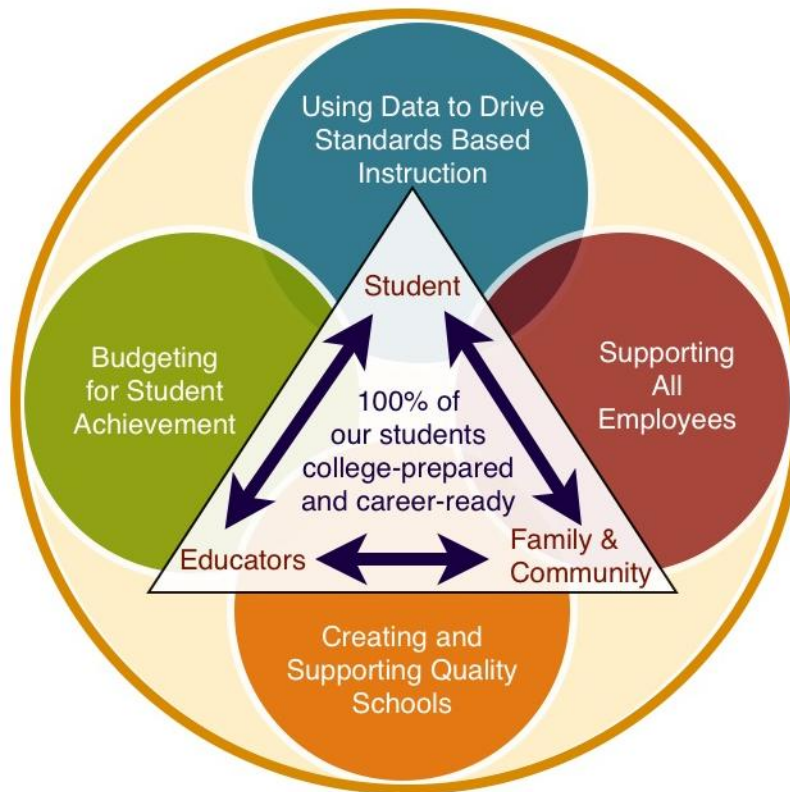 Using Data to Drive
Standards Based
Instruction
Student
Budgeting
for Student
Achievement
100% of
our students
college-prepared
and career-ready
Supporting
All
Employees
Educators
Family &
Community
Creating and
Supporting Quality
Schools